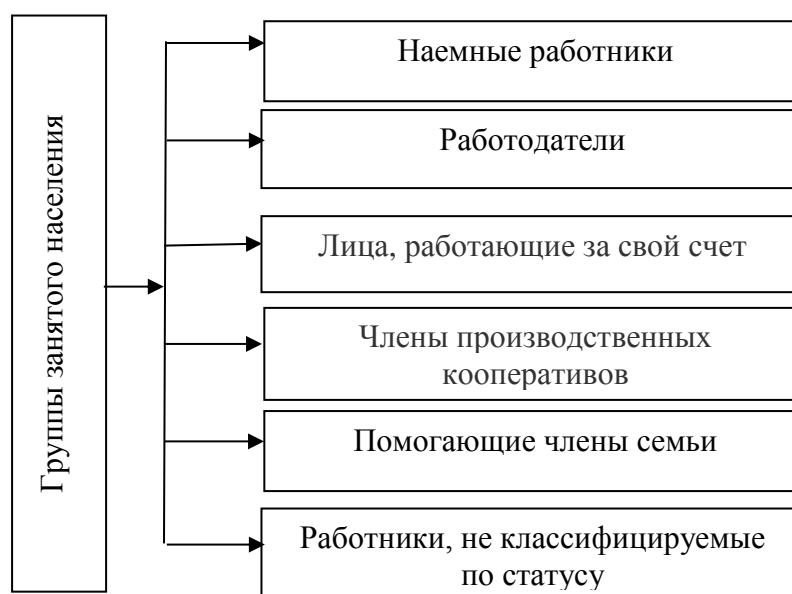 Группы занятого населения
Наемные работники
Работодатели
Лица, работающие за свой счет
Члены производственных
кооперативов
Помогающие члены семьи
Работники, не классифицируемые
по статусу